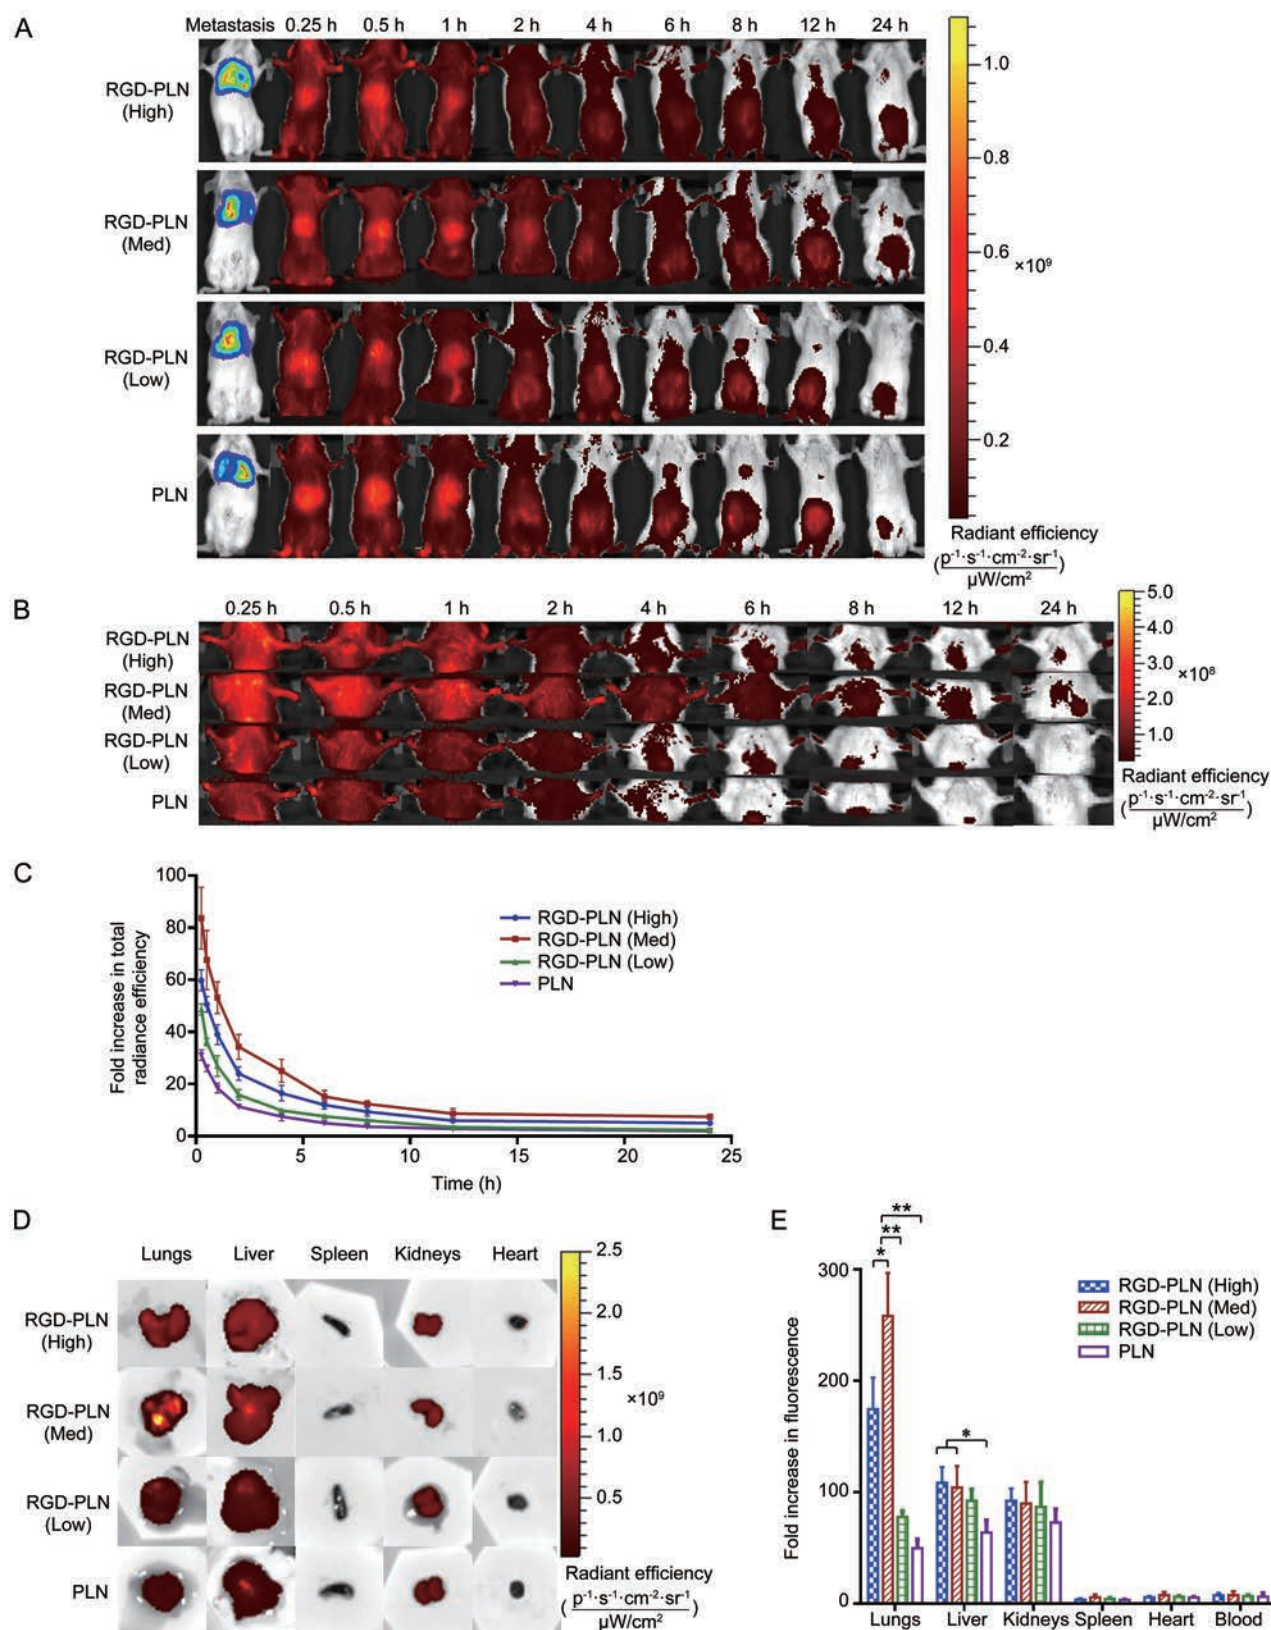 A
Metastasis 0.25 h 0.5 h 1 h 2 h 4 h 6 h 8 h 12 h 24 h
RGD-PLN
(High)
RGD-PLN
(Med)
RGD-PLN
(Low)
PLN
1.0
0.8
0.6
×10⁹
0.4
0.2
Radiant efficiency
(p⁻¹·s⁻¹·cm⁻²·sr⁻¹
μW/cm²)
B
0.25 h 0.5 h 1 h 2 h 4 h 6 h 8 h 12 h 24 h
RGD-PLN
(High)
RGD-PLN
(Med)
RGD-PLN
(Low)
PLN
5.0
4.0
3.0
×10⁸
2.0
1.0
Radiant efficiency
(p⁻¹·s⁻¹·cm⁻²·sr⁻¹
μW/cm²)
C
Fold increase in total
radiance efficiency
100
80
60
40
20
0
0 5 10 15 20 25
Time (h)
RGD-PLN (High)
RGD-PLN (Med)
RGD-PLN (Low)
PLN
D
Lungs Liver Spleen Kidneys Heart
RGD-PLN
(High)
RGD-PLN
(Med)
RGD-PLN
(Low)
PLN
2.5
2.0
1.5
×10⁹
1.0
0.5
Radiant efficiency
(p⁻¹·s⁻¹·cm⁻²·sr⁻¹
μW/cm²)
E
Fold increase in fluorescence
300
200
100
0
**
**
*
*
RGD-PLN (High)
RGD-PLN (Med)
RGD-PLN (Low)
PLN
Lungs Liver Kidneys Spleen Heart Blood